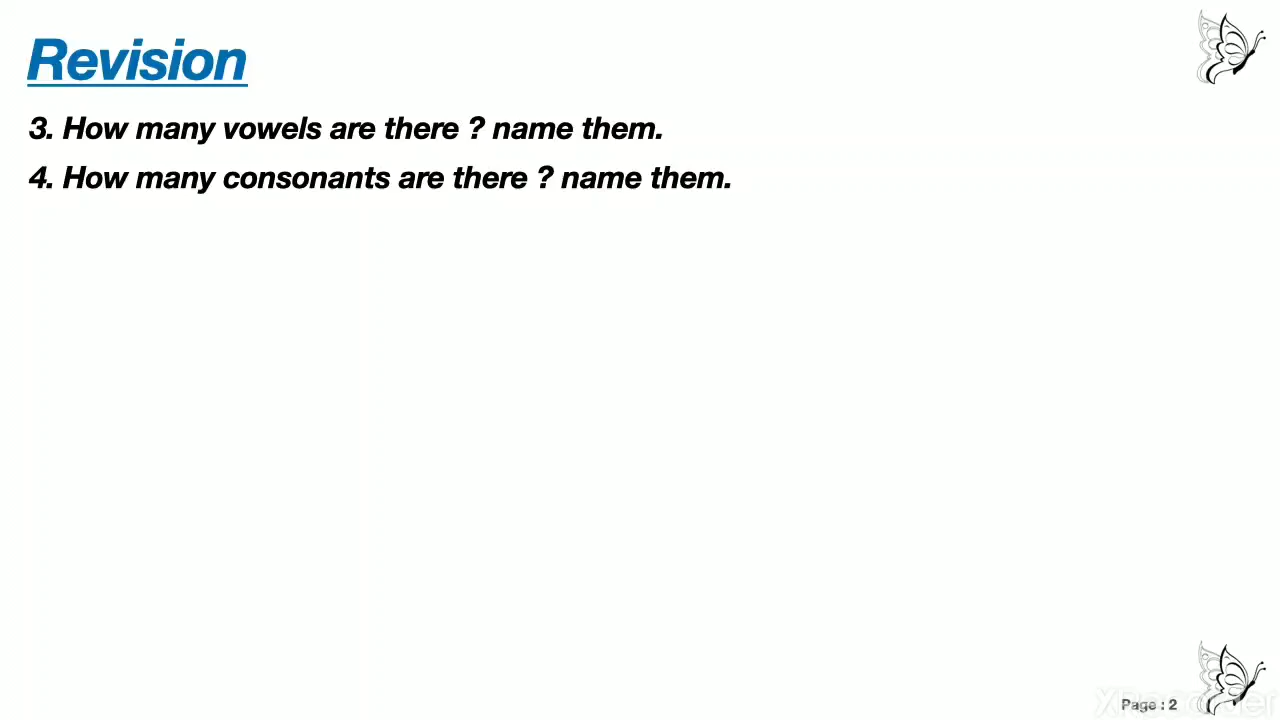 Revision
3. How many vowels are there ? name them.
4. How many consonants are there ? name them.
Page : 2
XRecorder